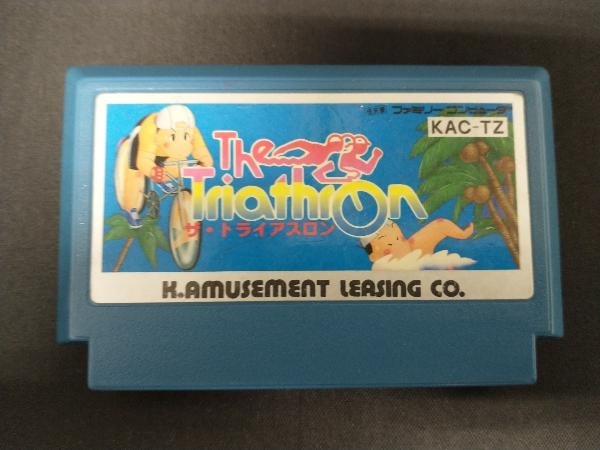 ファミリーコンピュータ
KAC-TZ
The
Triathron
ザ・トライアスロン
K.AMUSEMENT LEASING CO.